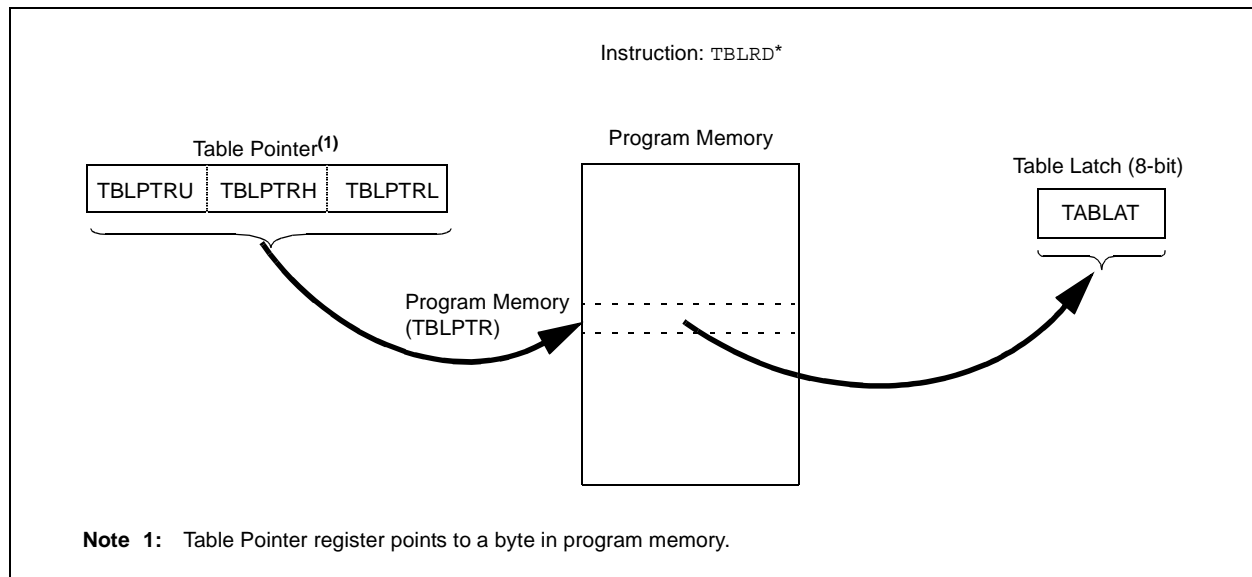 Instruction: TBLRD*
Table Pointer(1)
Program Memory
Table Latch (8-bit)
TBLPTRU TBLPTRH TBLPTRL
TABLAT
Program Memory
(TBLPTR)
Note 1: Table Pointer register points to a byte in program memory.